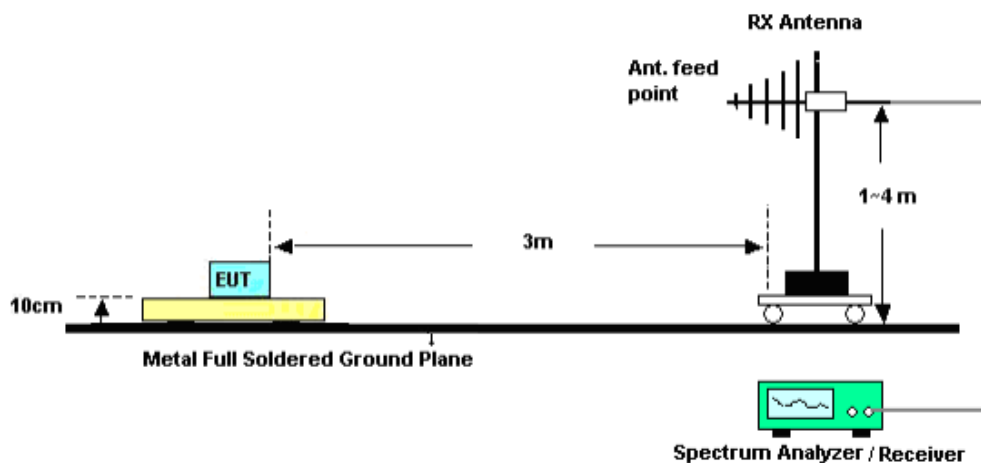 RX Antenna
Ant. feed
point
1~4 m
3m
EUT
10cm
Metal Full Soldered Ground Plane
Spectrum Analyzer / Receiver